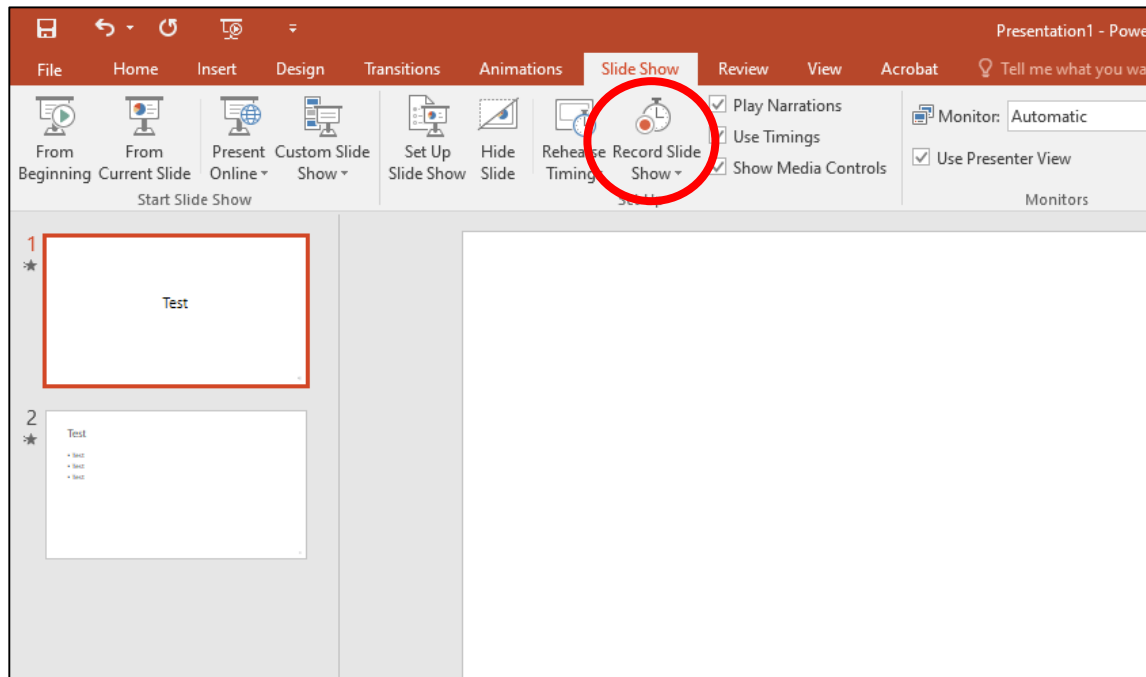 Presentation1 - Powe
File Home Insert Design Transitions Animations Slide Show Review View Acrobat Tell me what you wa
From Beginning
From Current Slide
Present Online
Custom Slide Show
Start Slide Show
Set Up Slide Show
Hide Slide
Rehearse Timings
Record Slide Show
Play Narrations
Use Timings
Show Media Controls
Set Up
Monitor: Automatic
Use Presenter View
Monitors
1
Test
2
Test
• test
• test
• test